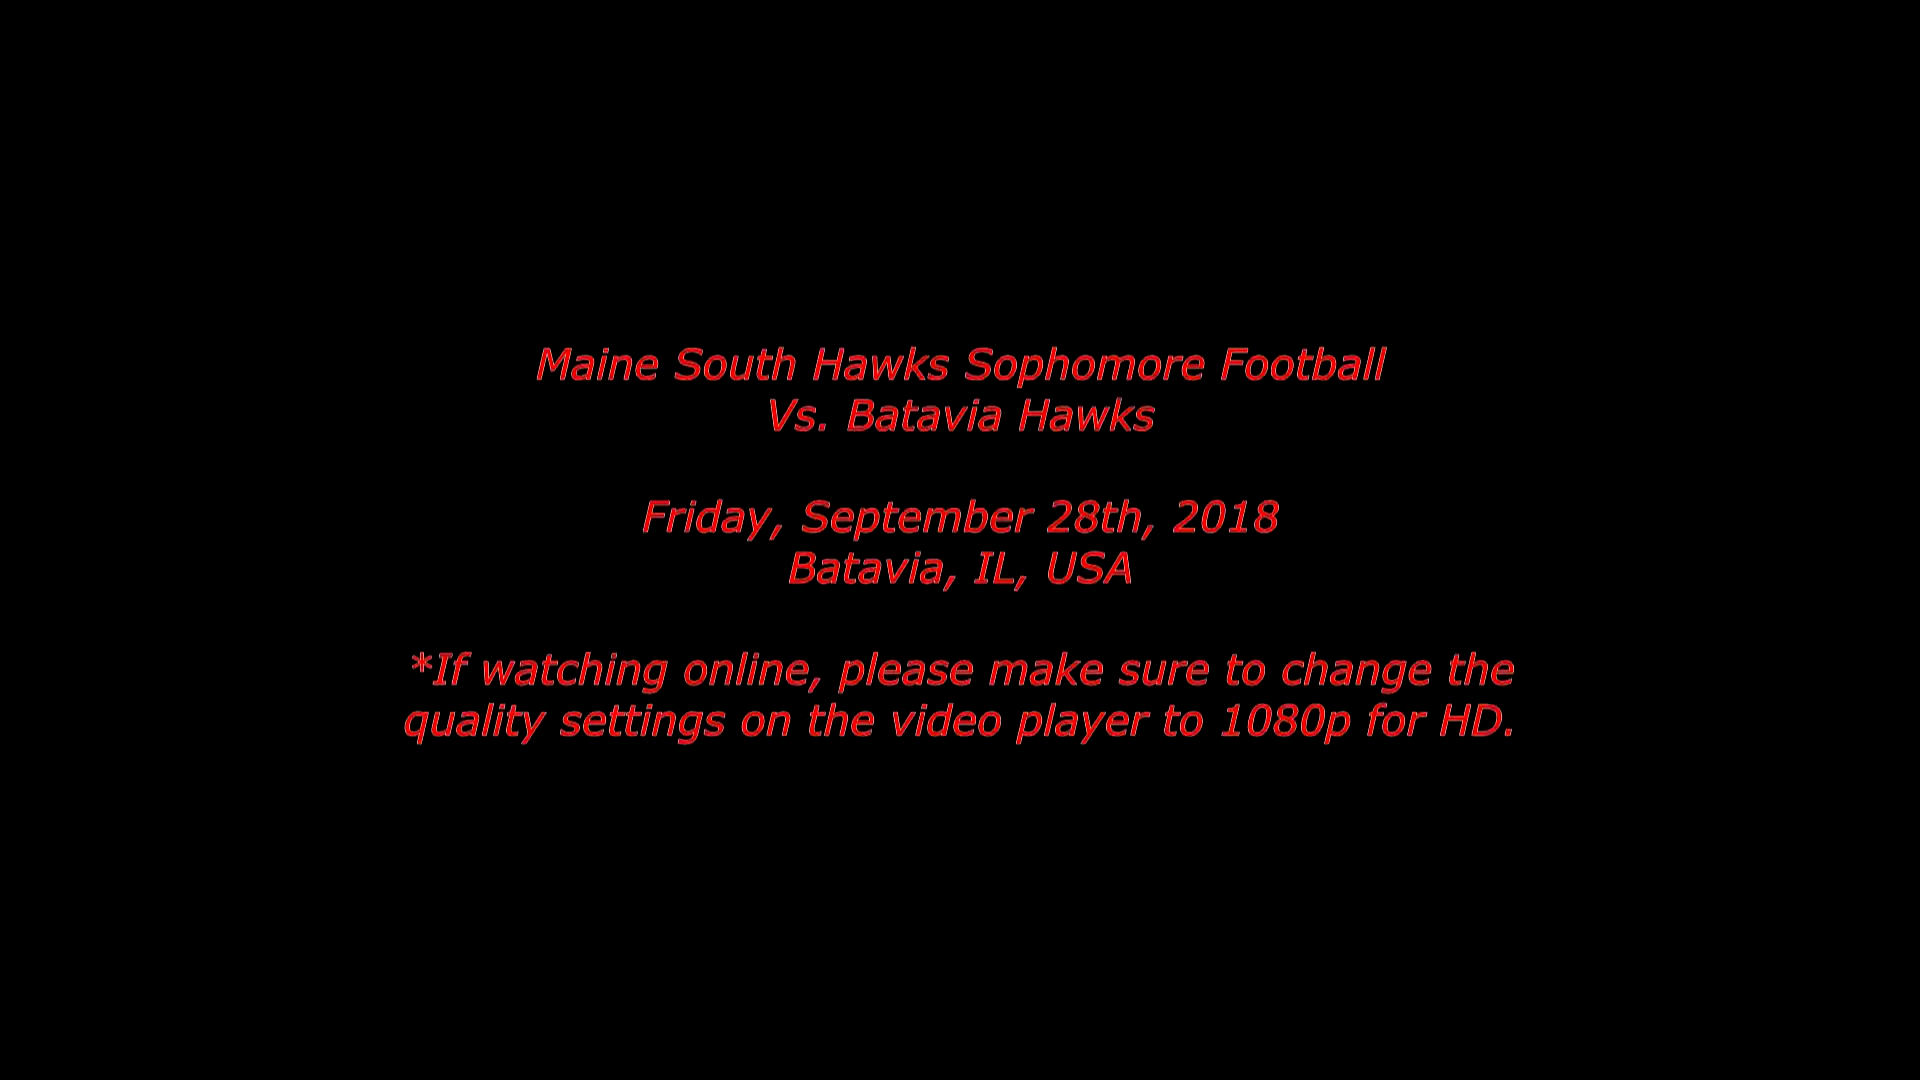 Maine South Hawks Sophomore Football
Vs. Batavia Hawks
Friday, September 28th, 2018
Batavia, IL, USA
*If watching online, please make sure to change the
quality settings on the video player to 1080p for HD.